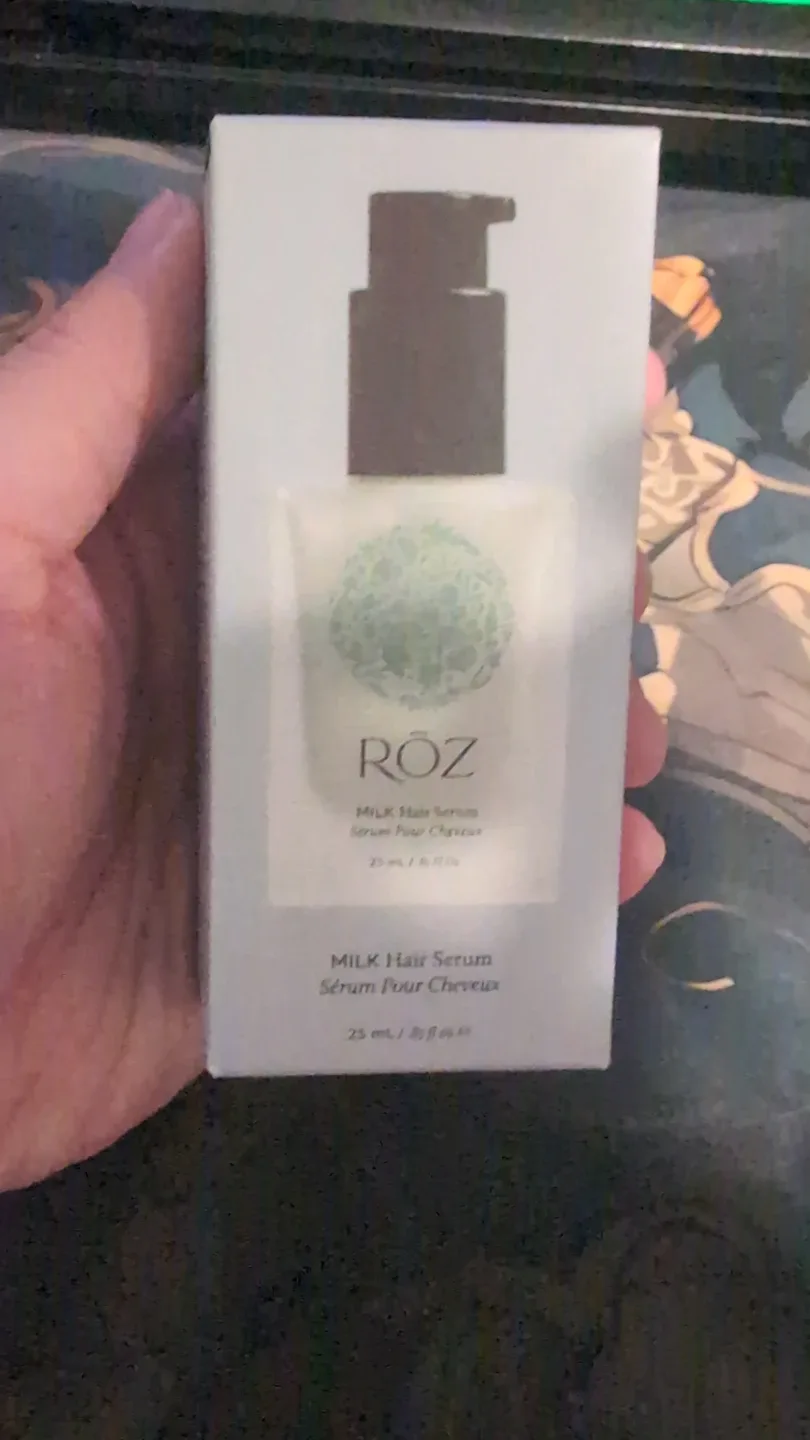 RŌZ
MILK Hair Serum
Sérum Pour Cheveux
25 mL /
MILK Hair Serum
Sérum Pour Cheveux
25 mL /